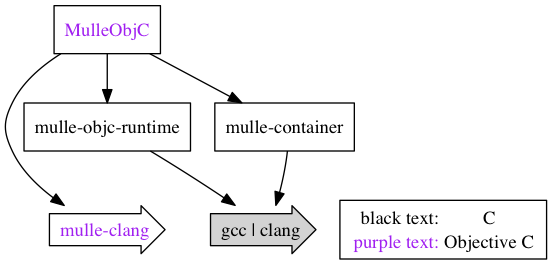 MulleObjC
mulle-objc-runtime
mulle-container
mulle-clang
gcc | clang
black text: C
purple text: Objective C